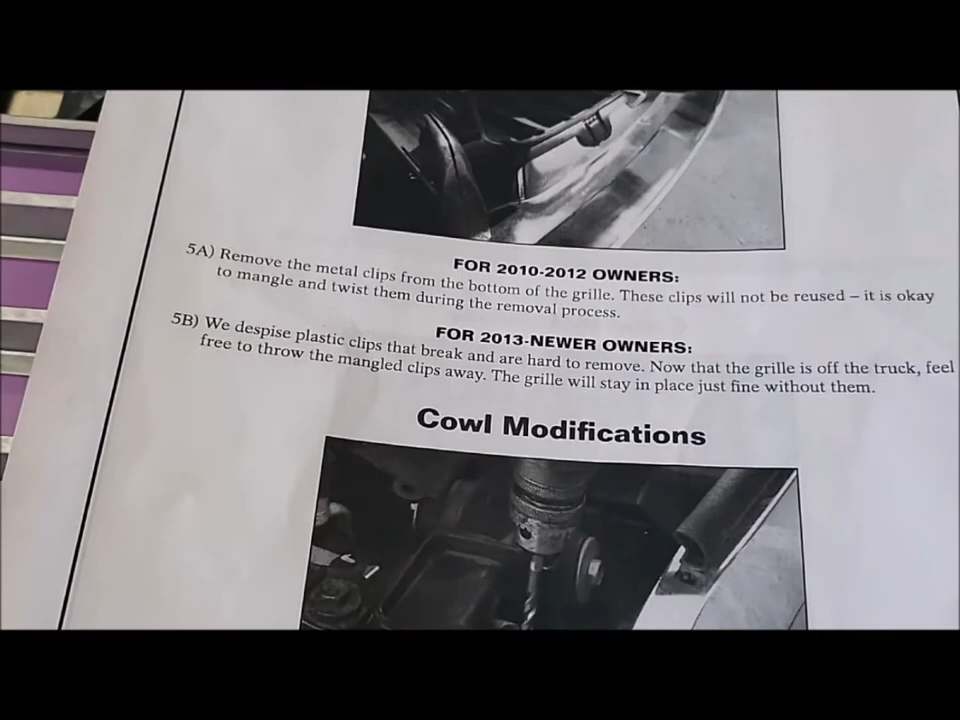 FOR 2010-2012 OWNERS:
5A) Remove the metal clips from the bottom of the grille. These clips will not be reused – it is okay
to mangle and twist them during the removal process.
FOR 2013-NEWER OWNERS:
5B) We despise plastic clips that break and are hard to remove. Now that the grille is off the truck, feel
free to throw the mangled clips away. The grille will stay in place just fine without them.
Cowl Modifications